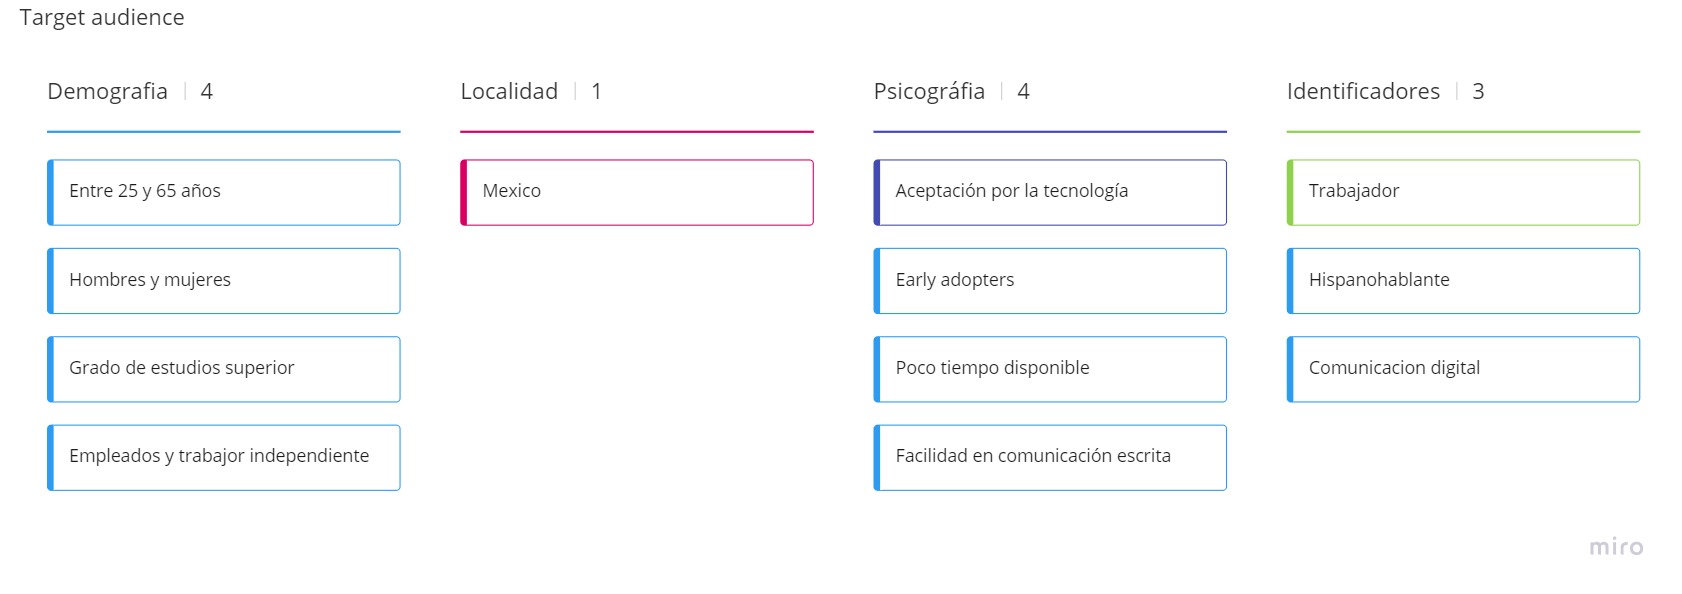 Target audience
Demografia | 4
Entre 25 y 65 años
Hombres y mujeres
Grado de estudios superior
Empleados y trabajor independiente
Localidad | 1
Mexico
Psicográfia | 4
Aceptación por la tecnología
Early adopters
Poco tiempo disponible
Facilidad en comunicación escrita
Identificadores | 3
Trabajador
Hispanohablante
Comunicacion digital
miro